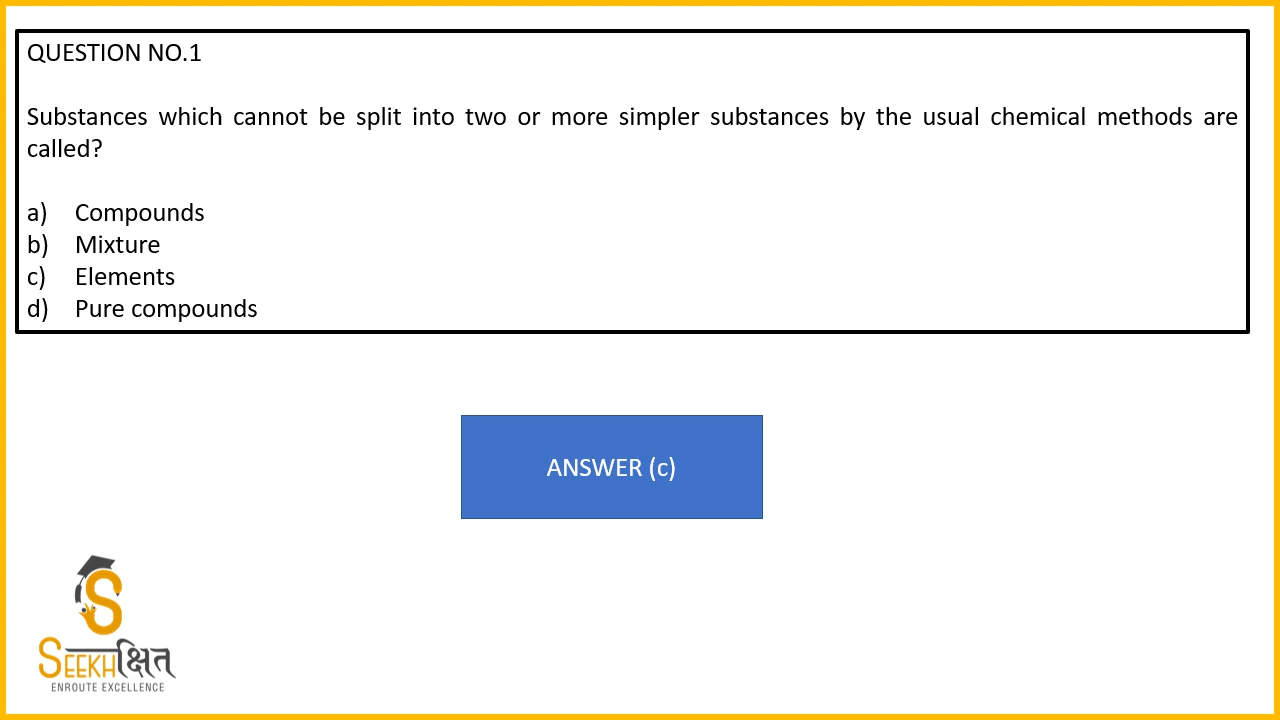 QUESTION NO.1
Substances which cannot be split into two or more simpler substances by the usual chemical methods are
called?
a) Compounds
b) Mixture
c) Elements
d) Pure compounds
ANSWER (c)
S
SEEKHक्षित
ENROUTE EXCELLENCE